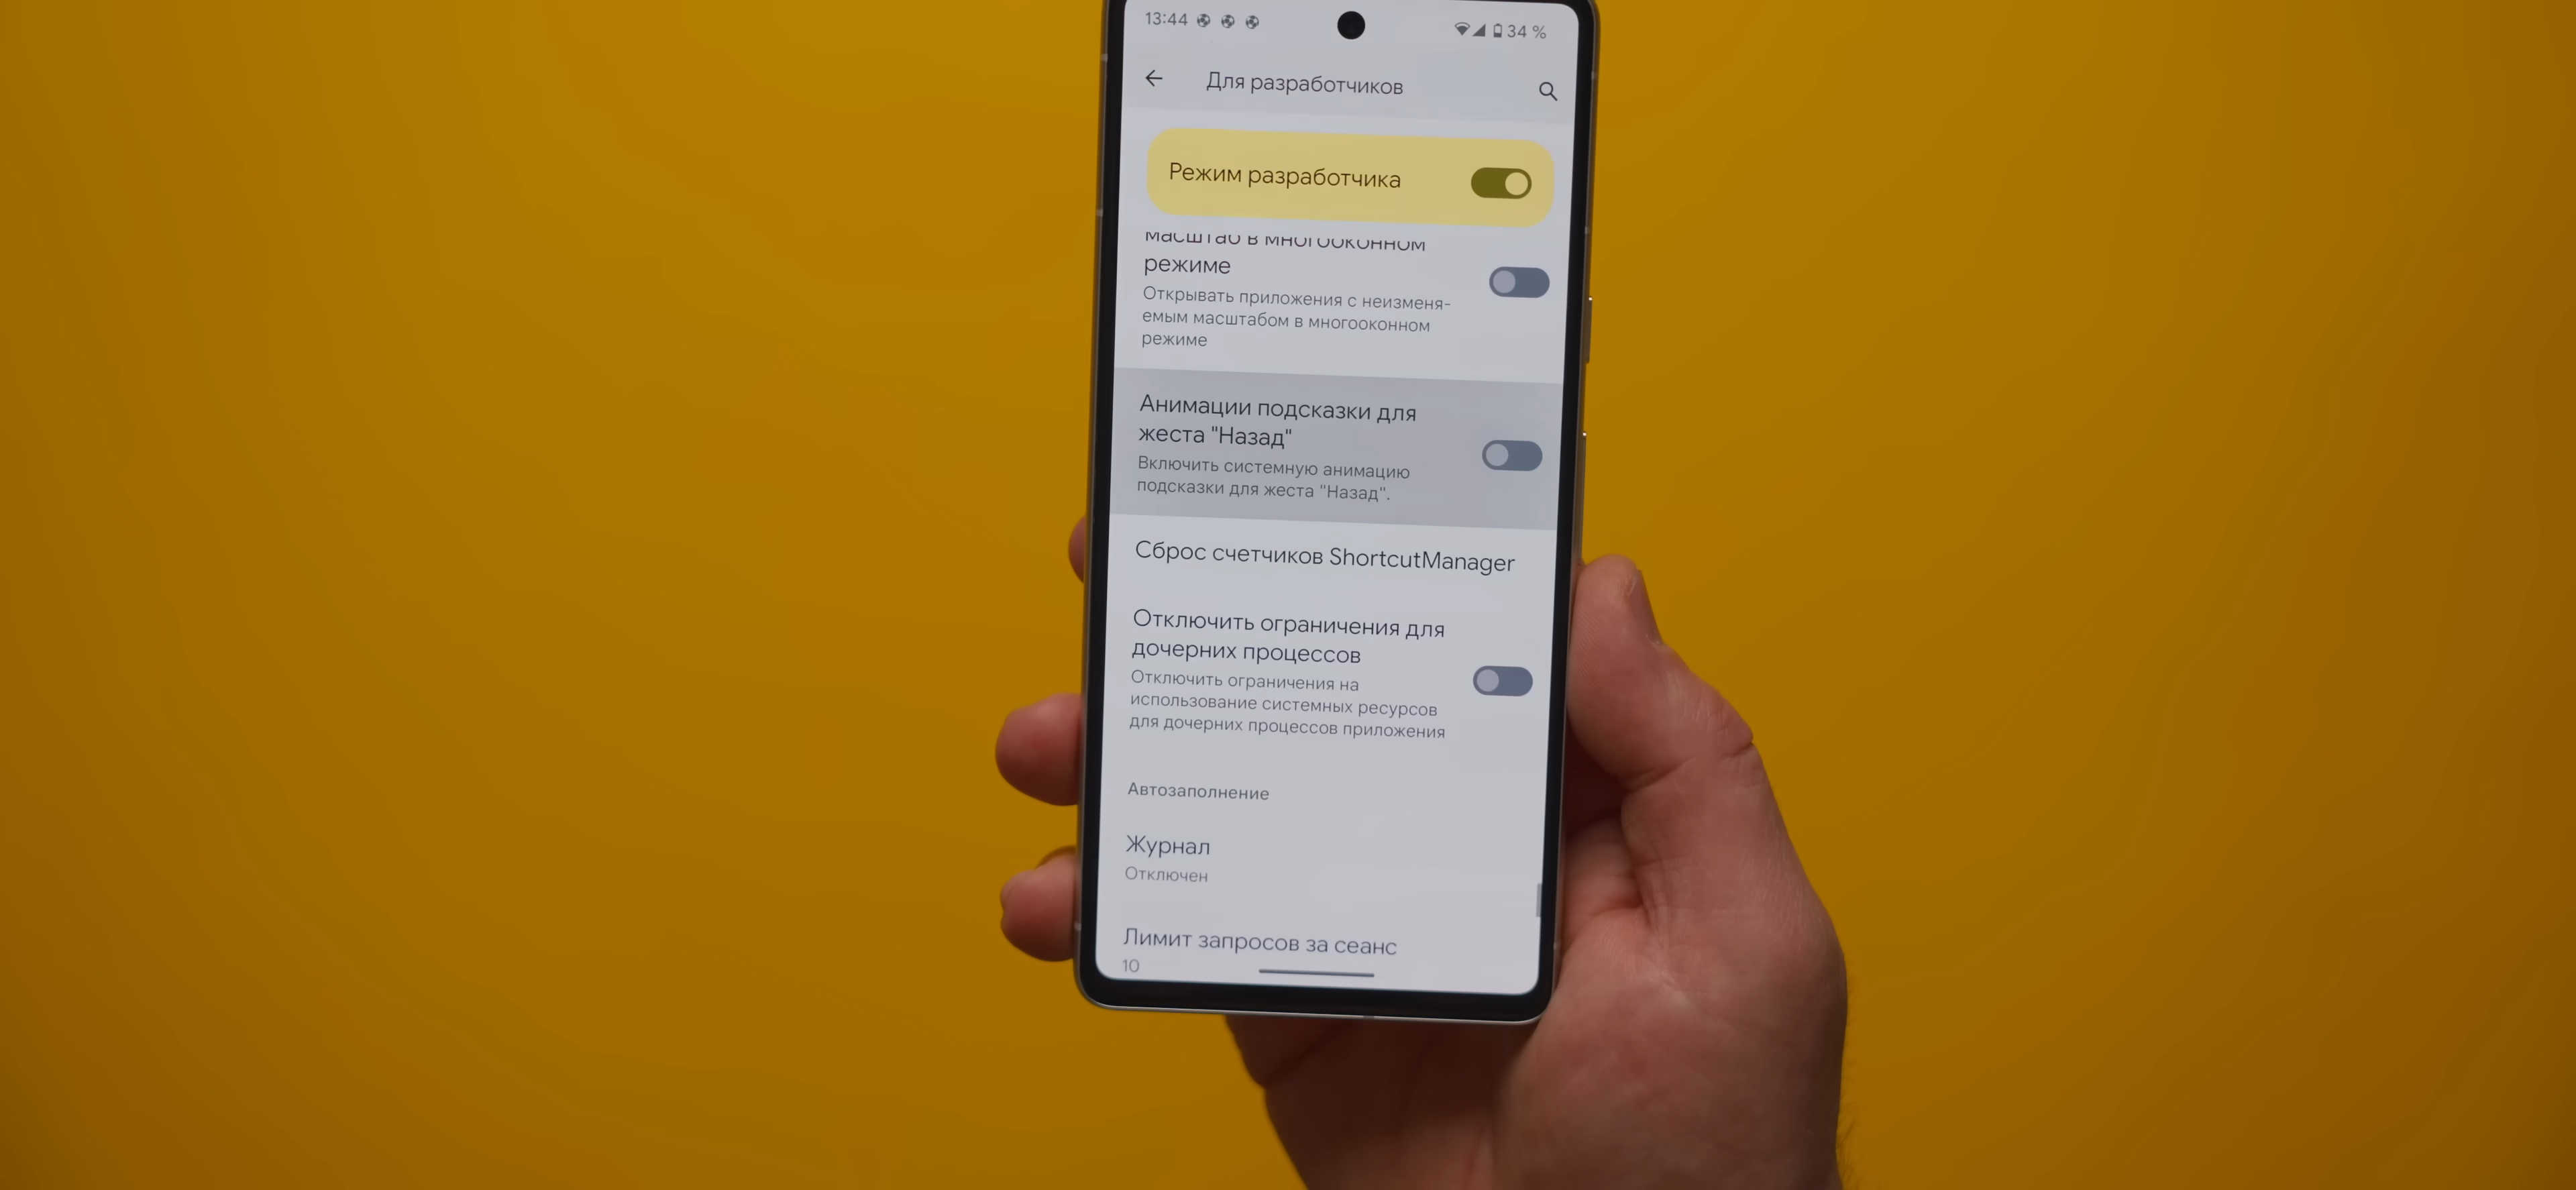 13:44
34 %
Для разработчиков
Режим разработчика
масштаб в многооконном
режиме
Открывать приложения с неизменя-
емым масштабом в многооконном
режиме
Анимации подсказки для
жеста "Назад"
Включить системную анимацию
подсказки для жеста "Назад".
Сброс счетчиков ShortcutManager
Отключить ограничения для
дочерних процессов
Отключить ограничения на
использование системных ресурсов
для дочерних процессов приложения
Автозаполнение
Журнал
Отключен
Лимит запросов за сеанс
10